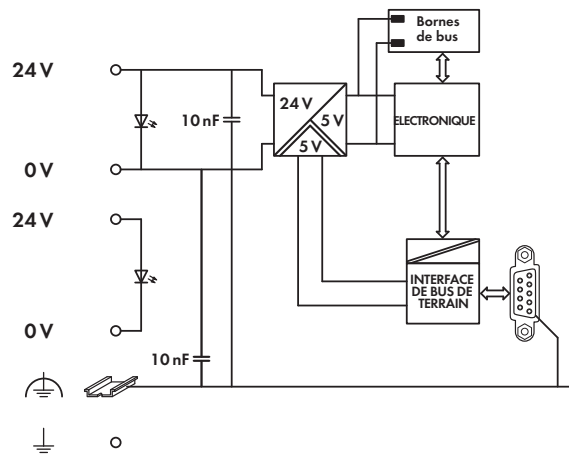 Bornes
de bus
24 V
24 V
10 nF
5 V
ELECTRONIQUE
5 V
0 V
24 V
INTERFACE
DE BUS DE
TERRAIN
0 V
10 nF